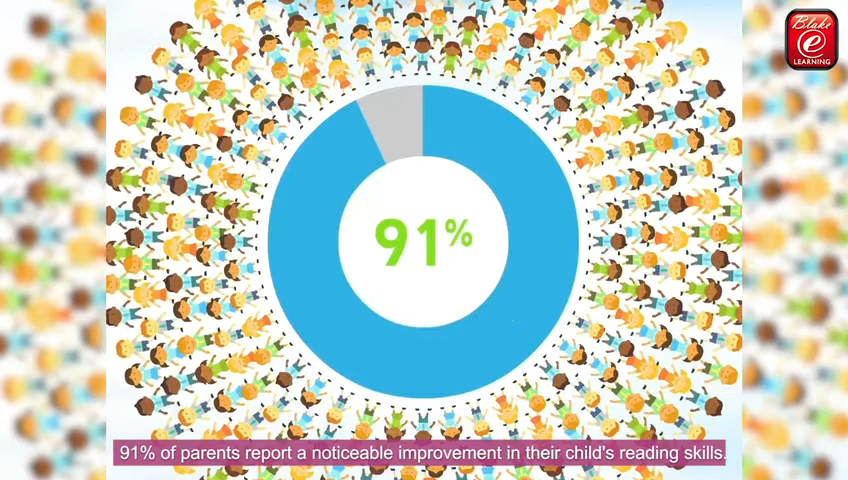 Blake
e
LEARNING
91%
91% of parents report a noticeable improvement in their child's reading skills.